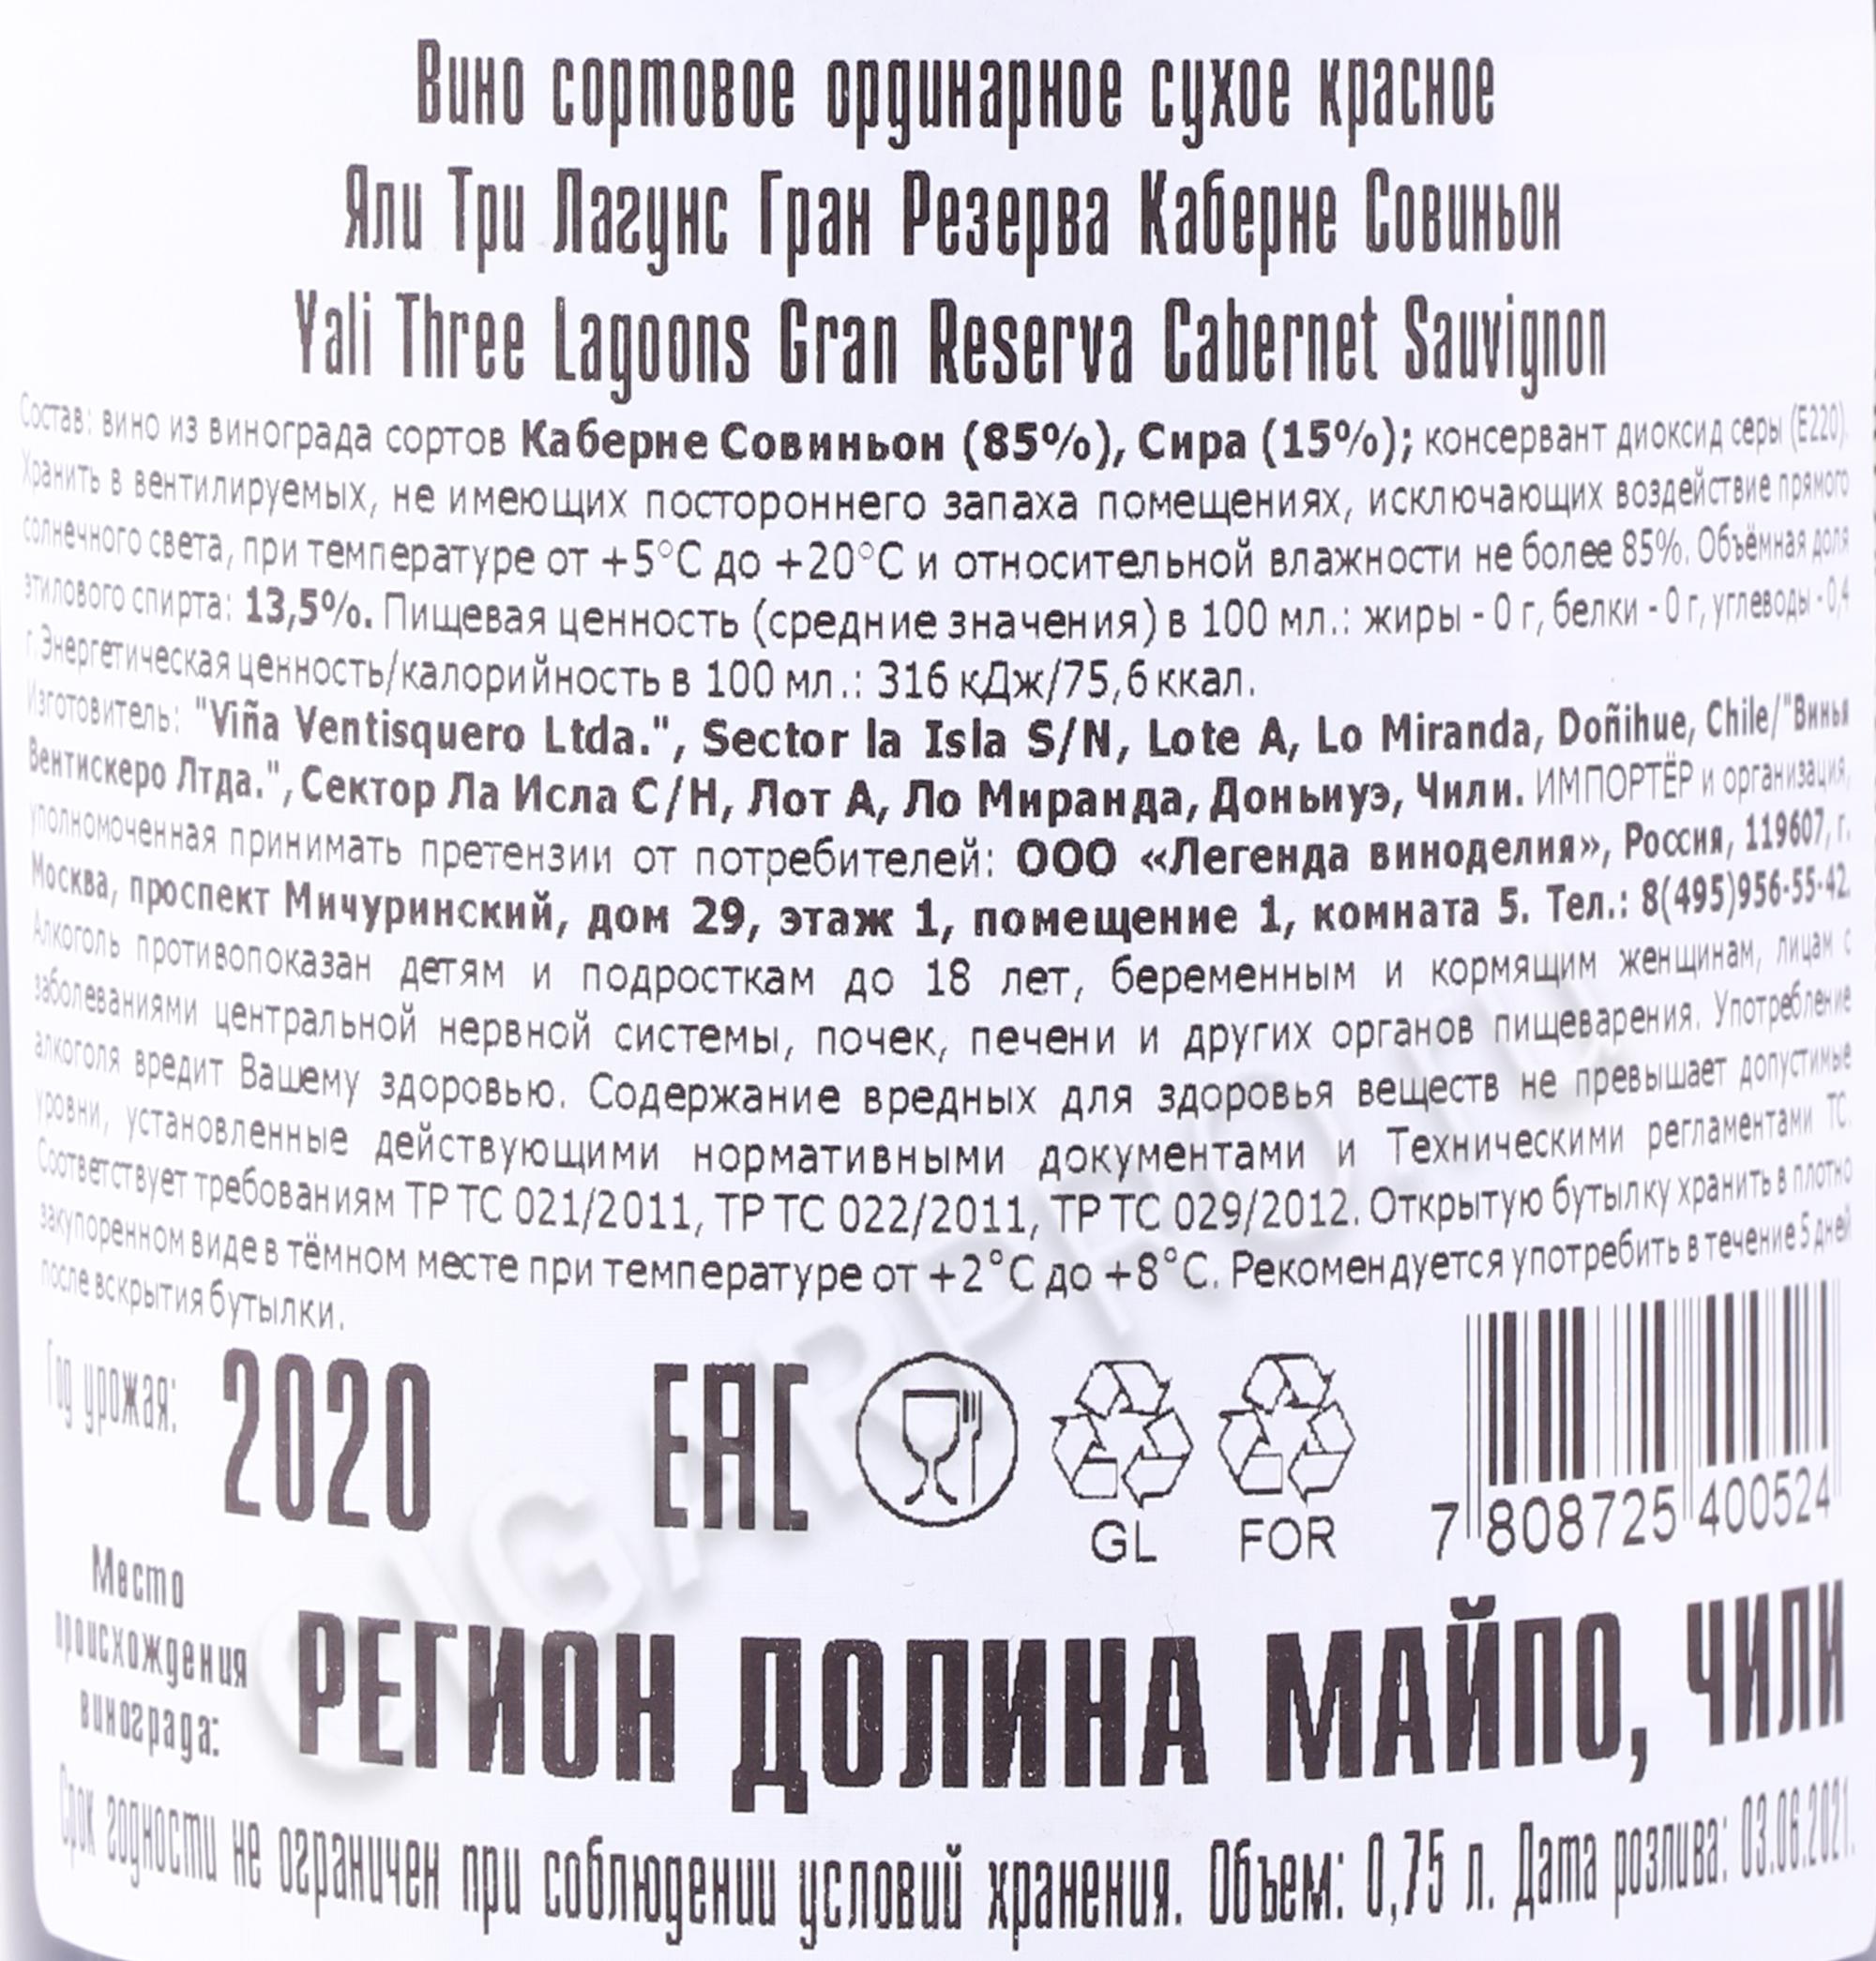 Вино сортовое ординарное сухое красное
Яли Три Лагунс Гран Резерва Каберне Совиньон
Yali Three Lagoons Gran Reserva Cabernet Sauvignon
Состав: вино из винограда сортов Каберне Совиньон (85%), Сира (15%); консервант диоксид серы (Е220).
Хранить в вентилируемых, не имеющих постороннего запаха помещениях, исключающих воздействие прямого
солнечного света, при температуре от +5°С до +20°С и относительной влажности не более 85%. Объёмная доля
этилового спирта: 13,5%. Пищевая ценность (средние значения) в 100 мл.: жиры - 0 г, белки - 0 г, углеводы - 0,4
г. Энергетическая ценность/калорийность в 100 мл.: 316 кДж/75,6 ккал.
Изготовитель: "Viña Ventisquero Ltda.", Sector la Isla S/N, Lote A, Lo Miranda, Doñihue, Chile/"Винья
Вентискеро Лтда.", Сектор Ла Исла С/Н, Лот А, Ло Миранда, Доньиуэ, Чили. ИМПОРТЁР и организация,
уполномоченная принимать претензии от потребителей: ООО «Легенда виноделия», Россия, 119607, г.
Москва, проспект Мичуринский, дом 29, этаж 1, помещение 1, комната 5. Тел.: 8(495)956-55-42.
Алкоголь противопоказан детям и подросткам до 18 лет, беременным и кормящим женщинам, лицам с
заболеваниями центральной нервной системы, почек, печени и других органов пищеварения. Употребление
алкоголя вредит Вашему здоровью. Содержание вредных для здоровья веществ не превышает допустимые
уровни, установленные действующими нормативными документами и Техническими регламентами ТС.
Соответствует требованиям ТР ТС 021/2011, ТР ТС 022/2011, ТР ТС 029/2012. Открытую бутылку хранить в плотно
закупоренном виде в тёмном месте при температуре от +2°С до +8°С. Рекомендуется употребить в течение 5 дней
после вскрытия бутылки.
Год урожая: 2020 ЕАС
GL FOR 7 808725 400524
Место
происхождения
винограда:
РЕГИОН ДОЛИНА МАЙПО, ЧИЛИ
Срок годности не ограничен при соблюдении условий хранения. Объем: 0,75 л. Дата розлива: 03.06.2021.
CIGARPRO.ru